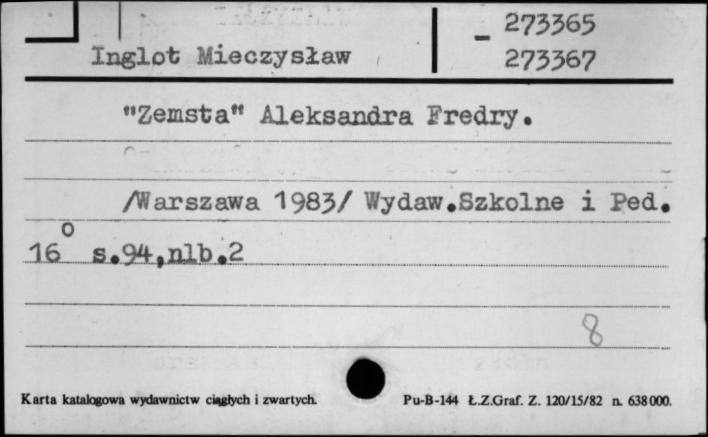 273365
Inglot Mieczysław - 273367
"Zemsta" Aleksandra Fredry.
/Warszawa 1983/ Wydaw.Szkolne i Ped.
16° s.94,nlb.2
8
Karta katalogowa wydawnictw ciągłych i zwartych. Pu-B-144 Ł.Z.Graf. Z. 120/15/82 n. 638000.